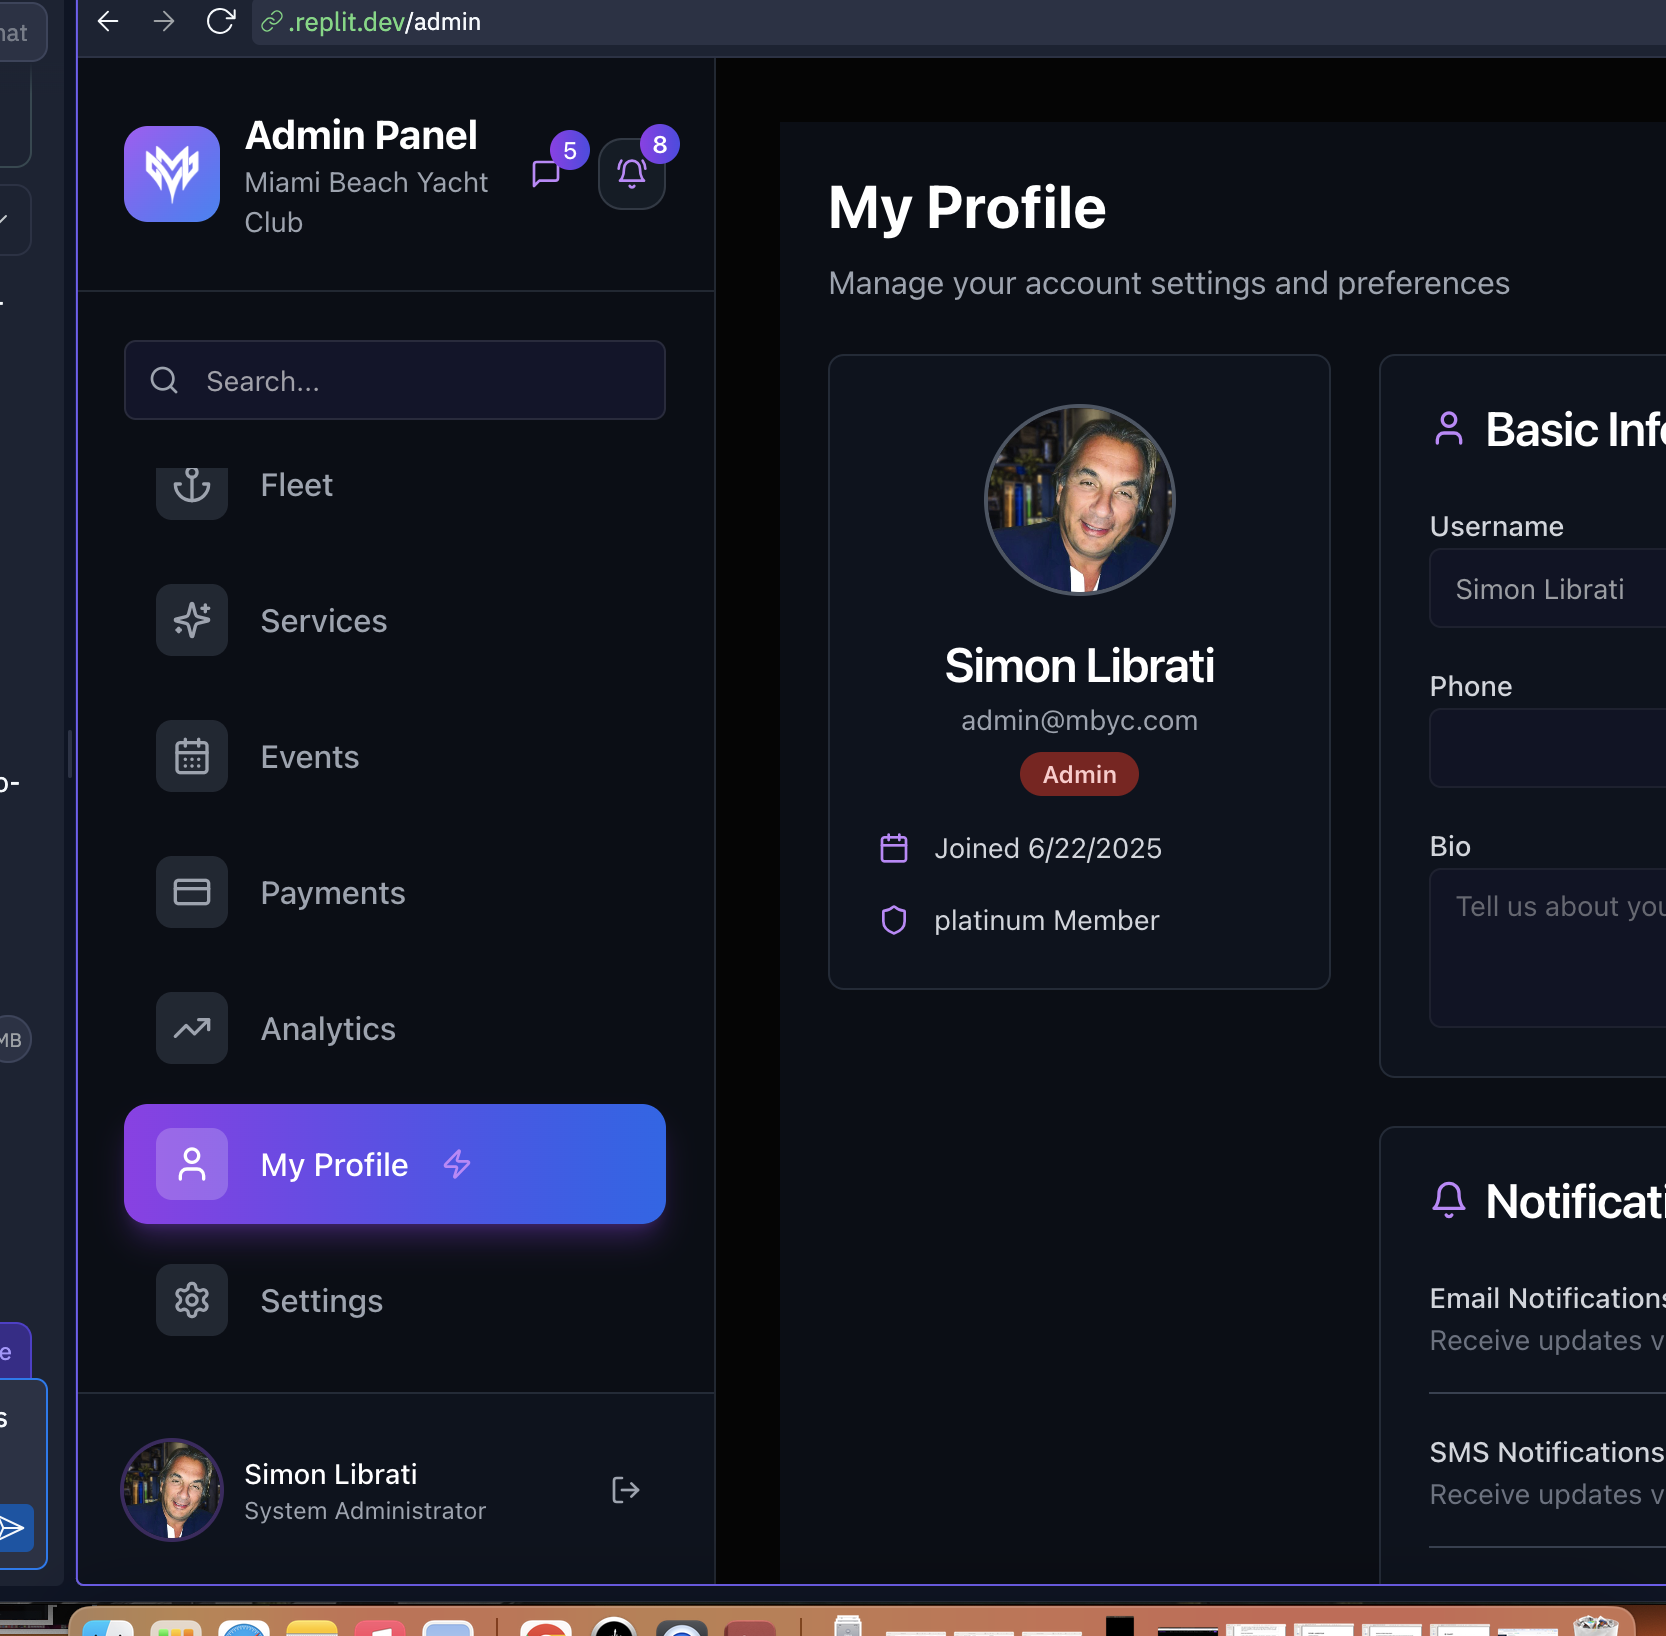 .replit.dev/admin
Admin Panel
Miami Beach Yacht
Club
5
8
Search...
Fleet
Services
Events
Payments
Analytics
My Profile
Settings
Simon Librati
System Administrator
My Profile
Manage your account settings and preferences
Simon Librati
admin@mbyc.com
Admin
Joined 6/22/2025
platinum Member
Basic Info
Username
Simon Librati
Phone
Bio
Tell us about you
Notificati
Email Notifications
Receive updates v
SMS Notifications
Receive updates v
MB